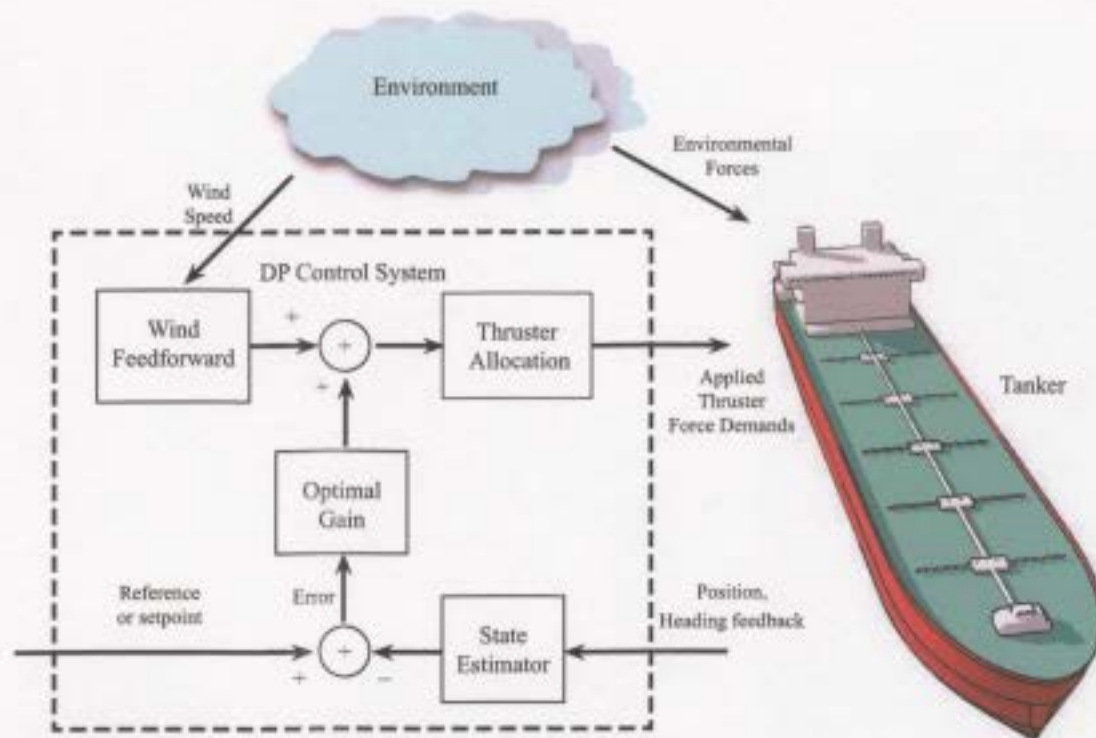 Environment
Environmental
Forces
Wind
Speed
DP Control System
Wind
Feedforward
+
+
+
Thruster
Allocation
Applied
Thruster
Force Demands
Tanker
Optimal
Gain
Reference
or setpoint
Error
+
+
−
State
Estimator
Position,
Heading feedback